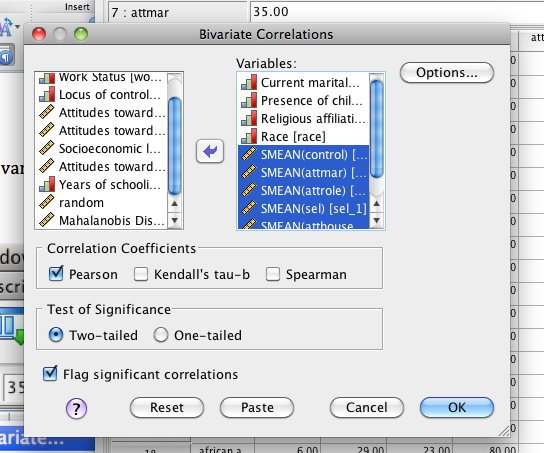 Insert
7 : attmar
35.00
Bivariate Correlations
att
Variables:
Work Status [wo...
Locus of control...
Attitudes toward...
Attitudes toward...
Socioeconomic l...
Attitudes toward...
Years of schooli...
random
Mahalanobis Dis...
Current marital...
Presence of chil...
Religious affiliati...
Race [race]
SMEAN(control) [...
SMEAN(attmar) [...
SMEAN(attrole) [...
SMEAN(sel) [sel_1]
SMEAN(atthouse
Options...
Correlation Coefficients
Pearson
Kendall's tau-b
Spearman
Test of Significance
Two-tailed
One-tailed
Flag significant correlations
?
Reset
Paste
Cancel
OK
var
dow
scri
35
ariate...
18
african a
6.00
29.00
23.00
80.00